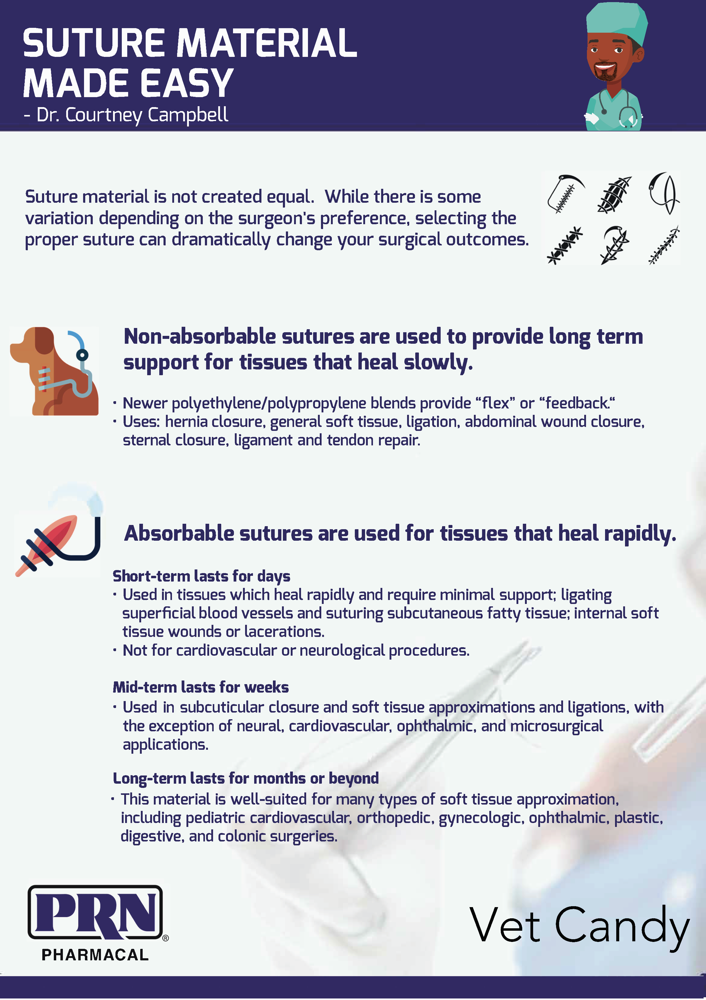 SUTURE MATERIAL
MADE EASY
- Dr. Courtney Campbell
Suture material is not created equal. While there is some
variation depending on the surgeon's preference, selecting the
proper suture can dramatically change your surgical outcomes.
Non-absorbable sutures are used to provide long term
support for tissues that heal slowly.
• Newer polyethylene/polypropylene blends provide “flex” or “feedback.“
• Uses: hernia closure, general soft tissue, ligation, abdominal wound closure,
sternal closure, ligament and tendon repair.
Absorbable sutures are used for tissues that heal rapidly.
Short-term lasts for days
• Used in tissues which heal rapidly and require minimal support; ligating
superficial blood vessels and suturing subcutaneous fatty tissue; internal soft
tissue wounds or lacerations.
• Not for cardiovascular or neurological procedures.
Mid-term lasts for weeks
• Used in subcuticular closure and soft tissue approximations and ligations, with
the exception of neural, cardiovascular, ophthalmic, and microsurgical
applications.
Long-term lasts for months or beyond
• This material is well-suited for many types of soft tissue approximation,
including pediatric cardiovascular, orthopedic, gynecologic, ophthalmic, plastic,
digestive, and colonic surgeries.
PRN®
PHARMACAL
Vet Candy